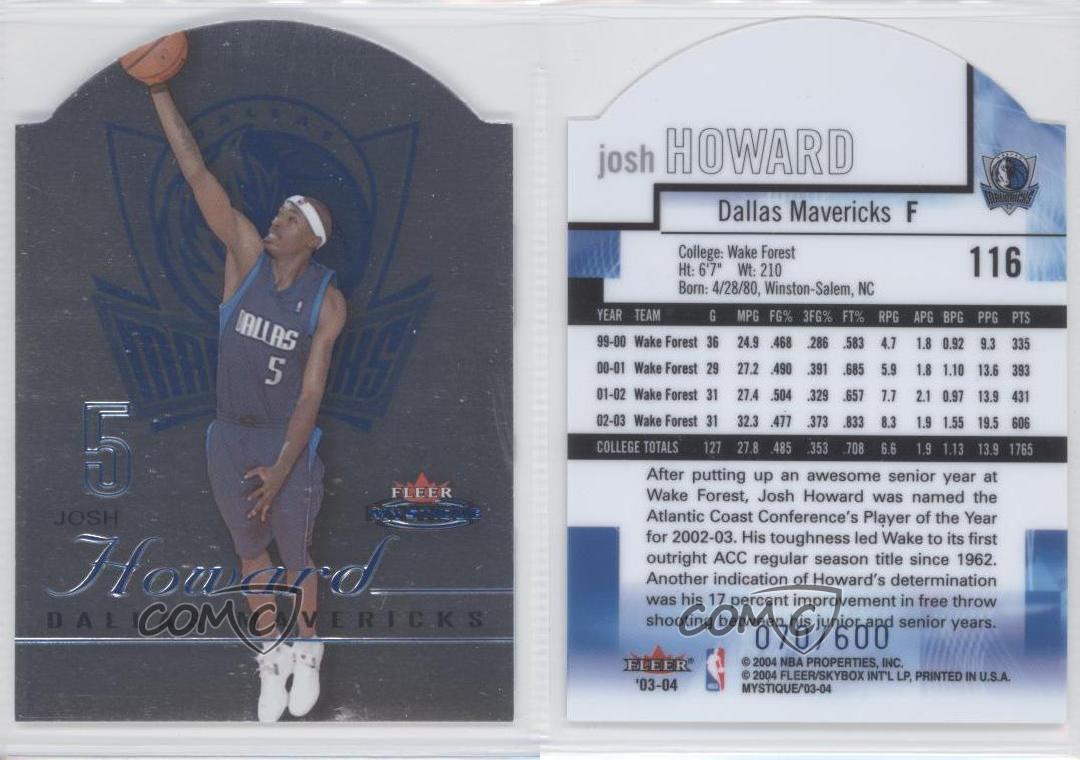 DALLAS
MAVERICKS
DALLAS
5
5
JOSH
Howard
FLEER
MYSTIQUE
DALLAS MAVERICKS
COMC
josh HOWARD
Dallas Mavericks F
MAVERICKS
College: Wake Forest
Ht: 6'7" Wt: 210
Born: 4/28/80, Winston-Salem, NC
116
YEAR TEAM G MPG FG% 3FG% FT% RPG APG BPG PPG PTS
99-00 Wake Forest 36 24.9 .468 .286 .583 4.7 1.8 0.92 9.3 335
00-01 Wake Forest 29 27.2 .490 .391 .685 5.9 1.8 1.10 13.6 393
01-02 Wake Forest 31 27.4 .504 .329 .657 7.7 2.1 0.97 13.9 431
02-03 Wake Forest 31 32.3 .477 .373 .833 8.3 1.9 1.55 19.5 606
COLLEGE TOTALS 127 27.8 .485 .353 .708 6.6 1.9 1.13 13.9 1765
After putting up an awesome senior year at
Wake Forest, Josh Howard was named the
Atlantic Coast Conference's Player of the Year
for 2002-03. His toughness led Wake to its first
outright ACC regular season title since 1962.
Another indication of Howard's determination
was his 17 percent improvement in free throw
shooting between his junior and senior years.
COMC
070/600
FLEER
'03-04
© 2004 NBA PROPERTIES, INC.
© 2004 FLEER/SKYBOX INT'L LP, PRINTED IN U.S.A.
MYSTIQUE/'03-04